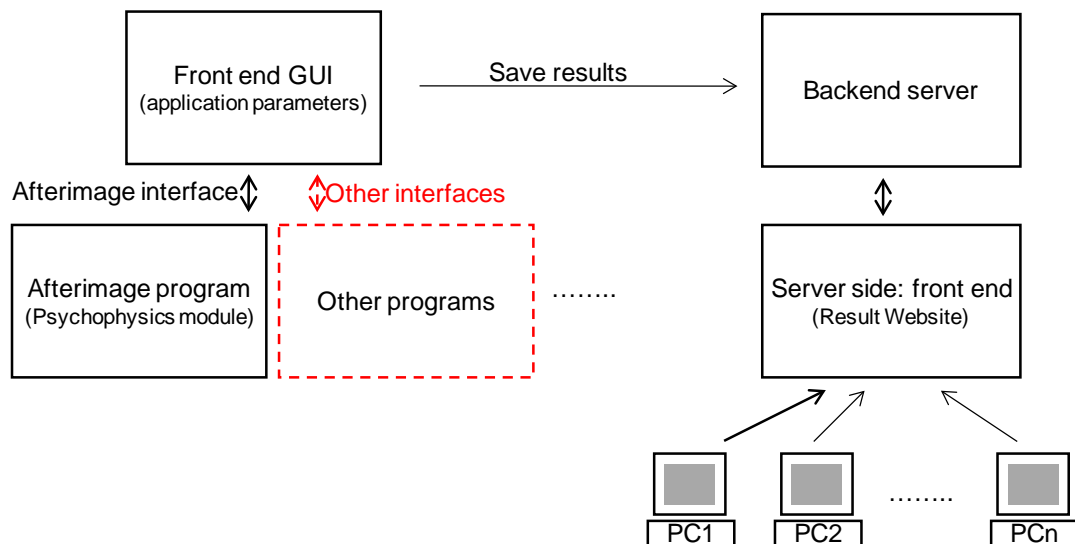 Front end GUI
(application parameters)
Save results
Backend server
Afterimage interface
Other interfaces
Afterimage program
(Psychophysics module)
Other programs
……..
Server side: front end
(Result Website)
PC1
PC2
……..
PCn